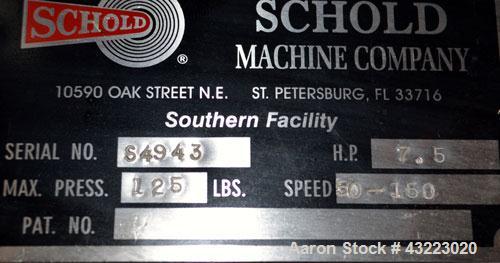 SCHOLD ®
SCHOLD
MACHINE COMPANY
10590 OAK STREET N.E. ST. PETERSBURG, FL 33716
Southern Facility
SERIAL NO. S4943 H.P. 7.5
MAX. PRESS. 125 LBS. SPEED 50-150
PAT. NO.
Aaron Stock # 43223020